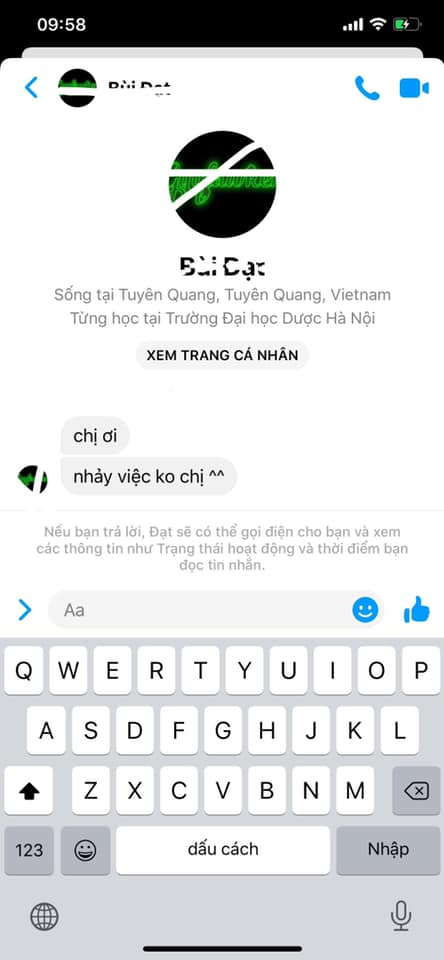 09:58
Bùi Đạt
Bùi Đạt
Sống tại Tuyên Quang, Tuyên Quang, Vietnam
Từng học tại Trường Đại học Dược Hà Nội
XEM TRANG CÁ NHÂN
chị ơi
nhảy việc ko chị ^^
Nếu bạn trả lời, Đạt sẽ có thể gọi điện cho bạn và xem
các thông tin như Trạng thái hoạt động và thời điểm bạn
đọc tin nhắn.
Aa
Q W E R T Y U I O P
A S D F G H J K L
Z X C V B N M
123 dấu cách Nhập